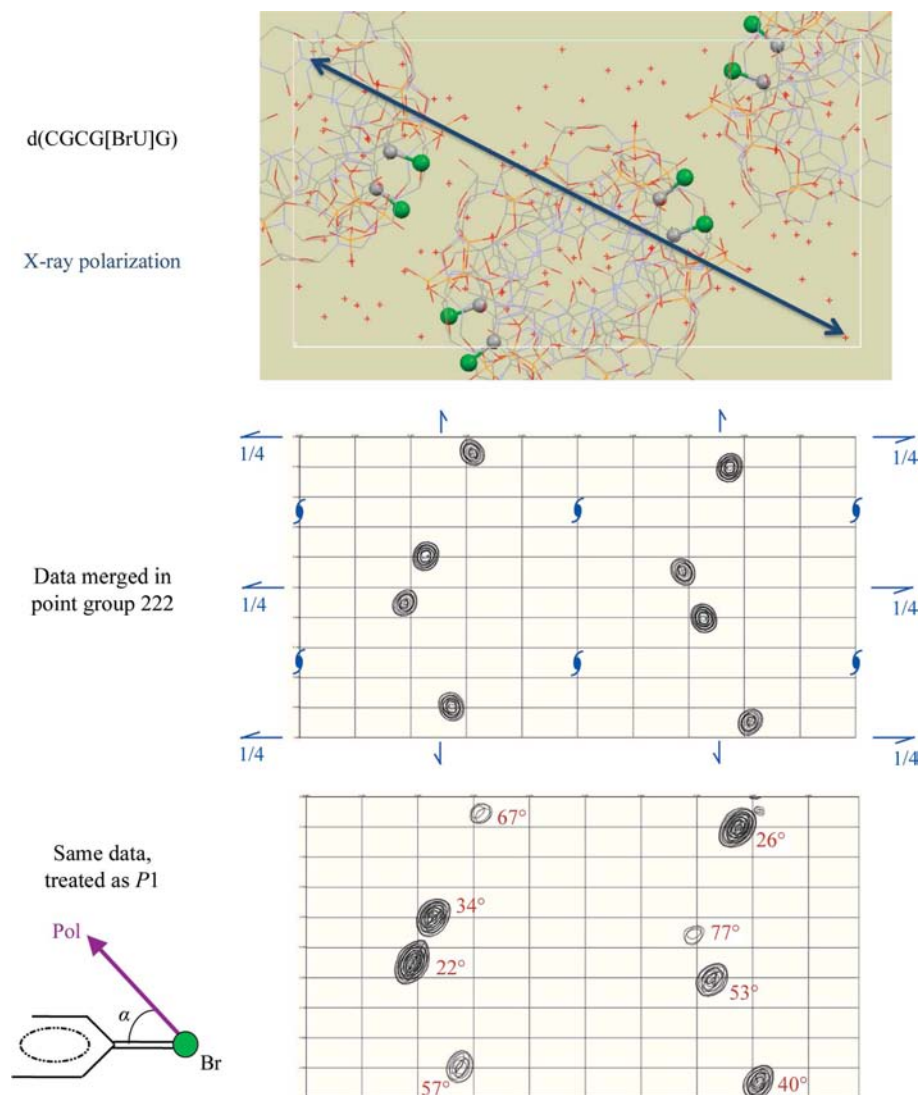 d(CGCG[BrU]G)
X-ray polarization
1/4
1/4
Data merged in
point group 222
1/4
1/4
1/4
1/4
67°
26°
Same data,
treated as P1
34°
77°
Pol
22°
53°
α
Br
57°
40°